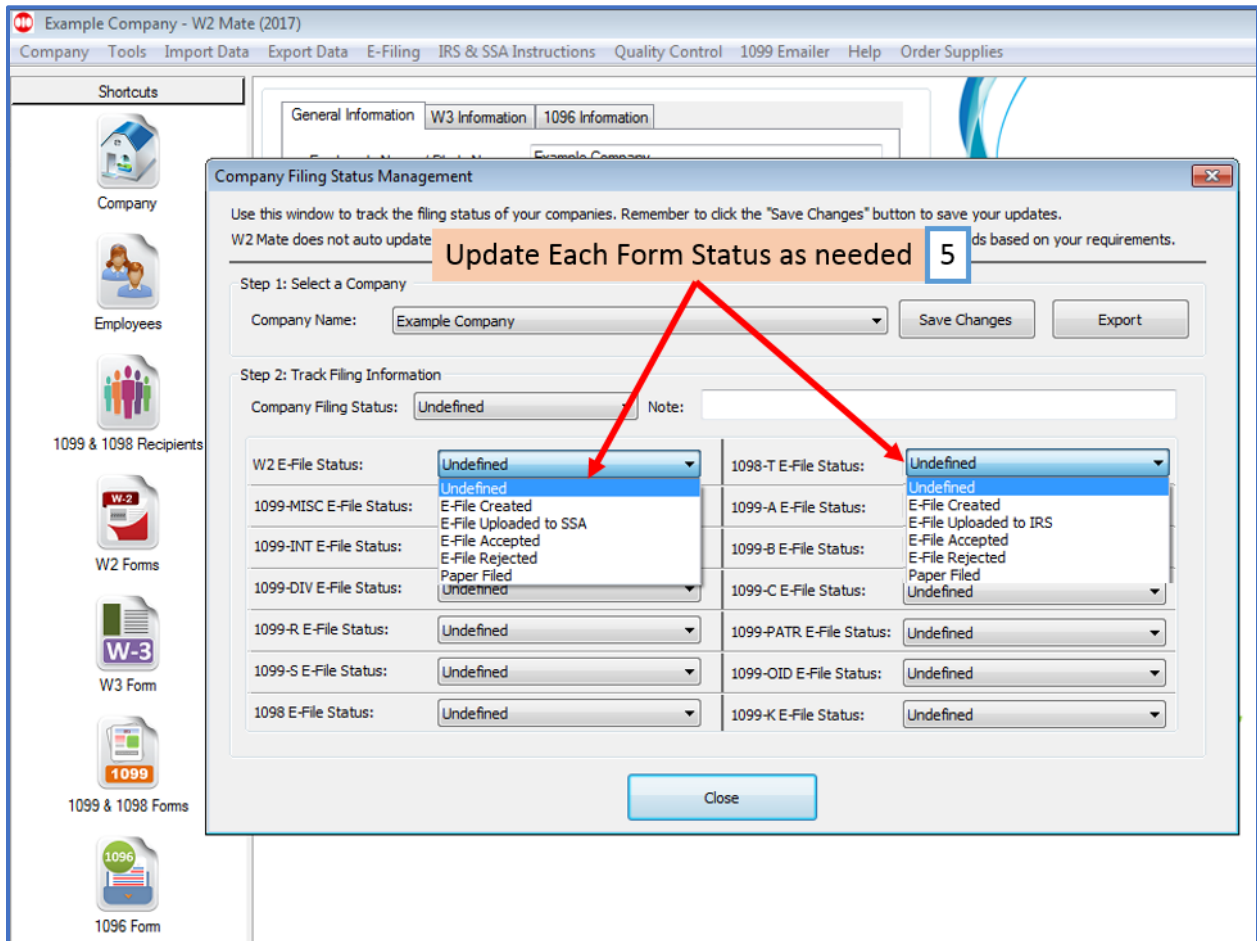 Example Company - W2 Mate (2017)
Company Tools Import Data Export Data E-Filing IRS & SSA Instructions Quality Control 1099 Emailer Help Order Supplies
Shortcuts
Company
Employees
1099 & 1098 Recipients
W-2
W2 Forms
W-3
W3 Form
1099
1099 & 1098 Forms
1096
1096 Form
General Information W3 Information 1096 Information
Example Company
Company Filing Status Management
Use this window to track the filing status of your companies. Remember to click the "Save Changes" button to save your updates.
W2 Mate does not auto update
ds based on your requirements.
Update Each Form Status as needed 5
Step 1: Select a Company
Company Name: Example Company Save Changes Export
Step 2: Track Filing Information
Company Filing Status: Undefined Note:
W2 E-File Status: Undefined
Undefined
E-File Created
E-File Uploaded to SSA
E-File Accepted
E-File Rejected
Paper Filed
1099-MISC E-File Status:
1099-INT E-File Status:
1099-DIV E-File Status: Undefined
1099-R E-File Status: Undefined
1099-S E-File Status: Undefined
1098 E-File Status: Undefined
1098-T E-File Status: Undefined
Undefined
E-File Created
E-File Uploaded to IRS
E-File Accepted
E-File Rejected
Paper Filed
1099-A E-File Status:
1099-B E-File Status:
1099-C E-File Status: Undefined
1099-PATR E-File Status: Undefined
1099-OID E-File Status: Undefined
1099-K E-File Status: Undefined
Close